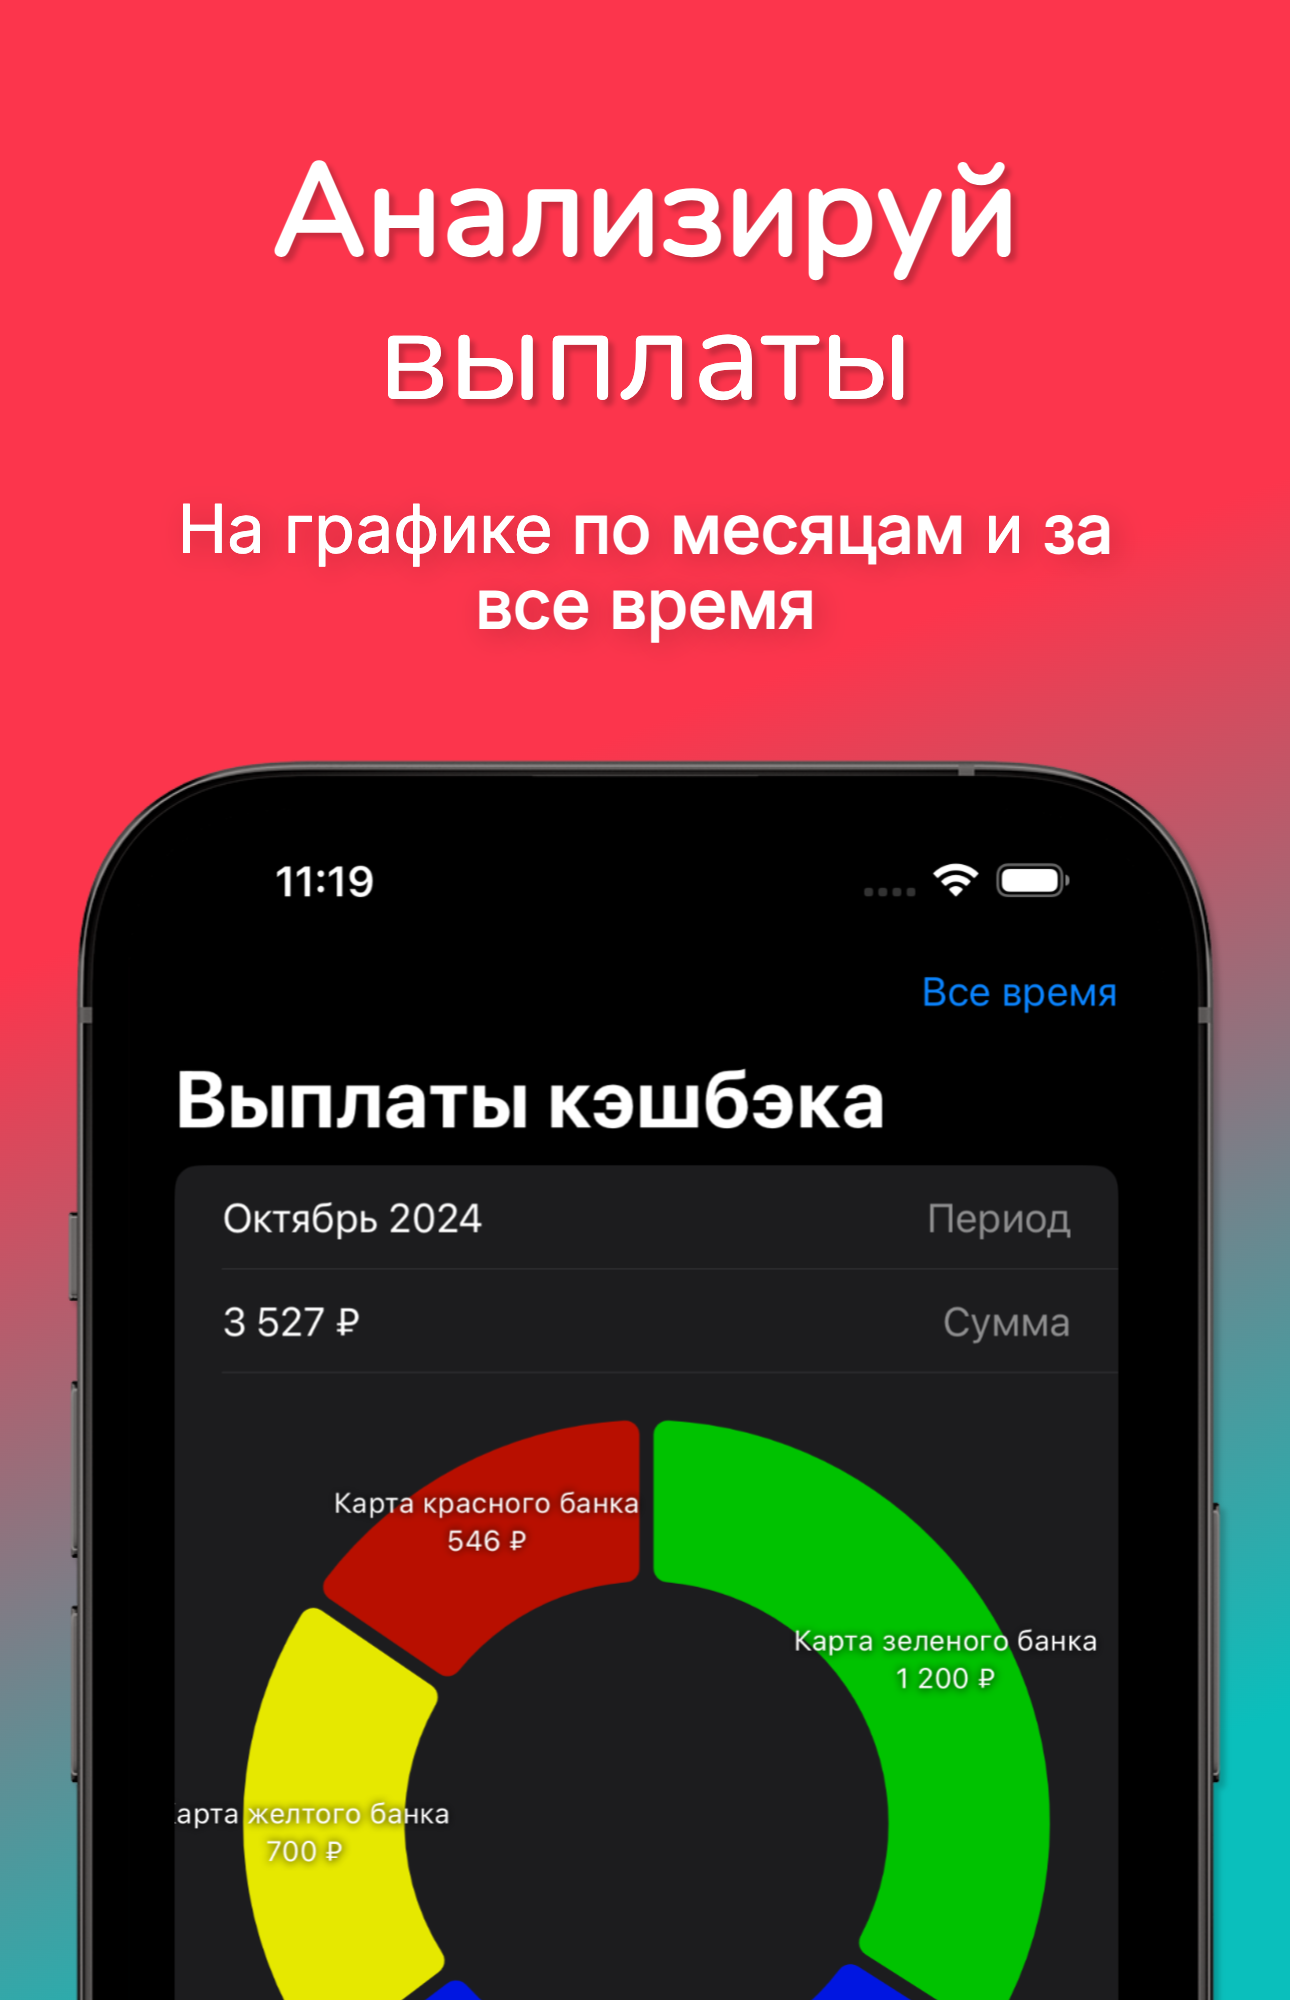 Анализируй
выплаты
На графике по месяцам и за
все время
11:19
Все время
Выплаты кэшбэка
Октябрь 2024 Период
3 527 ₽ Сумма
Карта красного банка
546 ₽
Карта зеленого банка
1 200 ₽
арта желтого банка
700 ₽